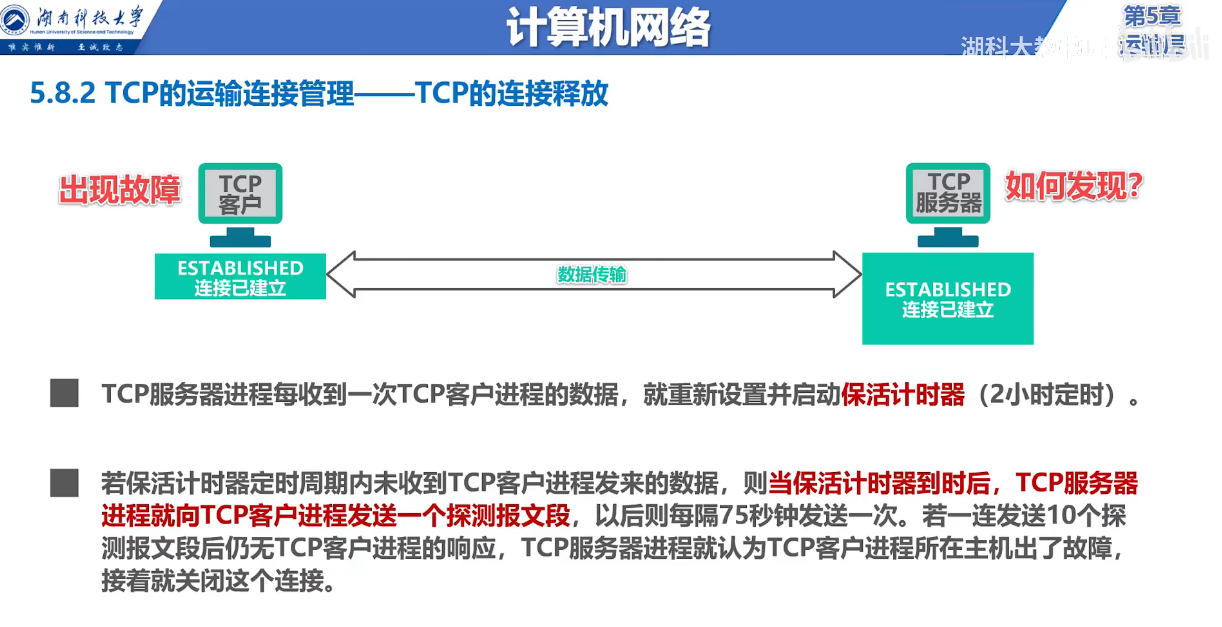 湖南科技大学
Hunan University of Science and Technology
唯实惟新 至诚致志
计算机网络
第5章
运输层
湖科大教书匠
bilibili
5.8.2 TCP的运输连接管理——TCP的连接释放
出现故障
TCP
客户
TCP
服务器
如何发现?
ESTABLISHED
连接已建立
数据传输
ESTABLISHED
连接已建立
TCP服务器进程每收到一次TCP客户进程的数据，就重新设置并启动保活计时器（2小时定时）。
若保活计时器定时周期内未收到TCP客户进程发来的数据，则当保活计时器到时后，TCP服务器
进程就向TCP客户进程发送一个探测报文段，以后则每隔75秒钟发送一次。若一连发送10个探
测报文段后仍无TCP客户进程的响应，TCP服务器进程就认为TCP客户进程所在主机出了故障，
接着就关闭这个连接。